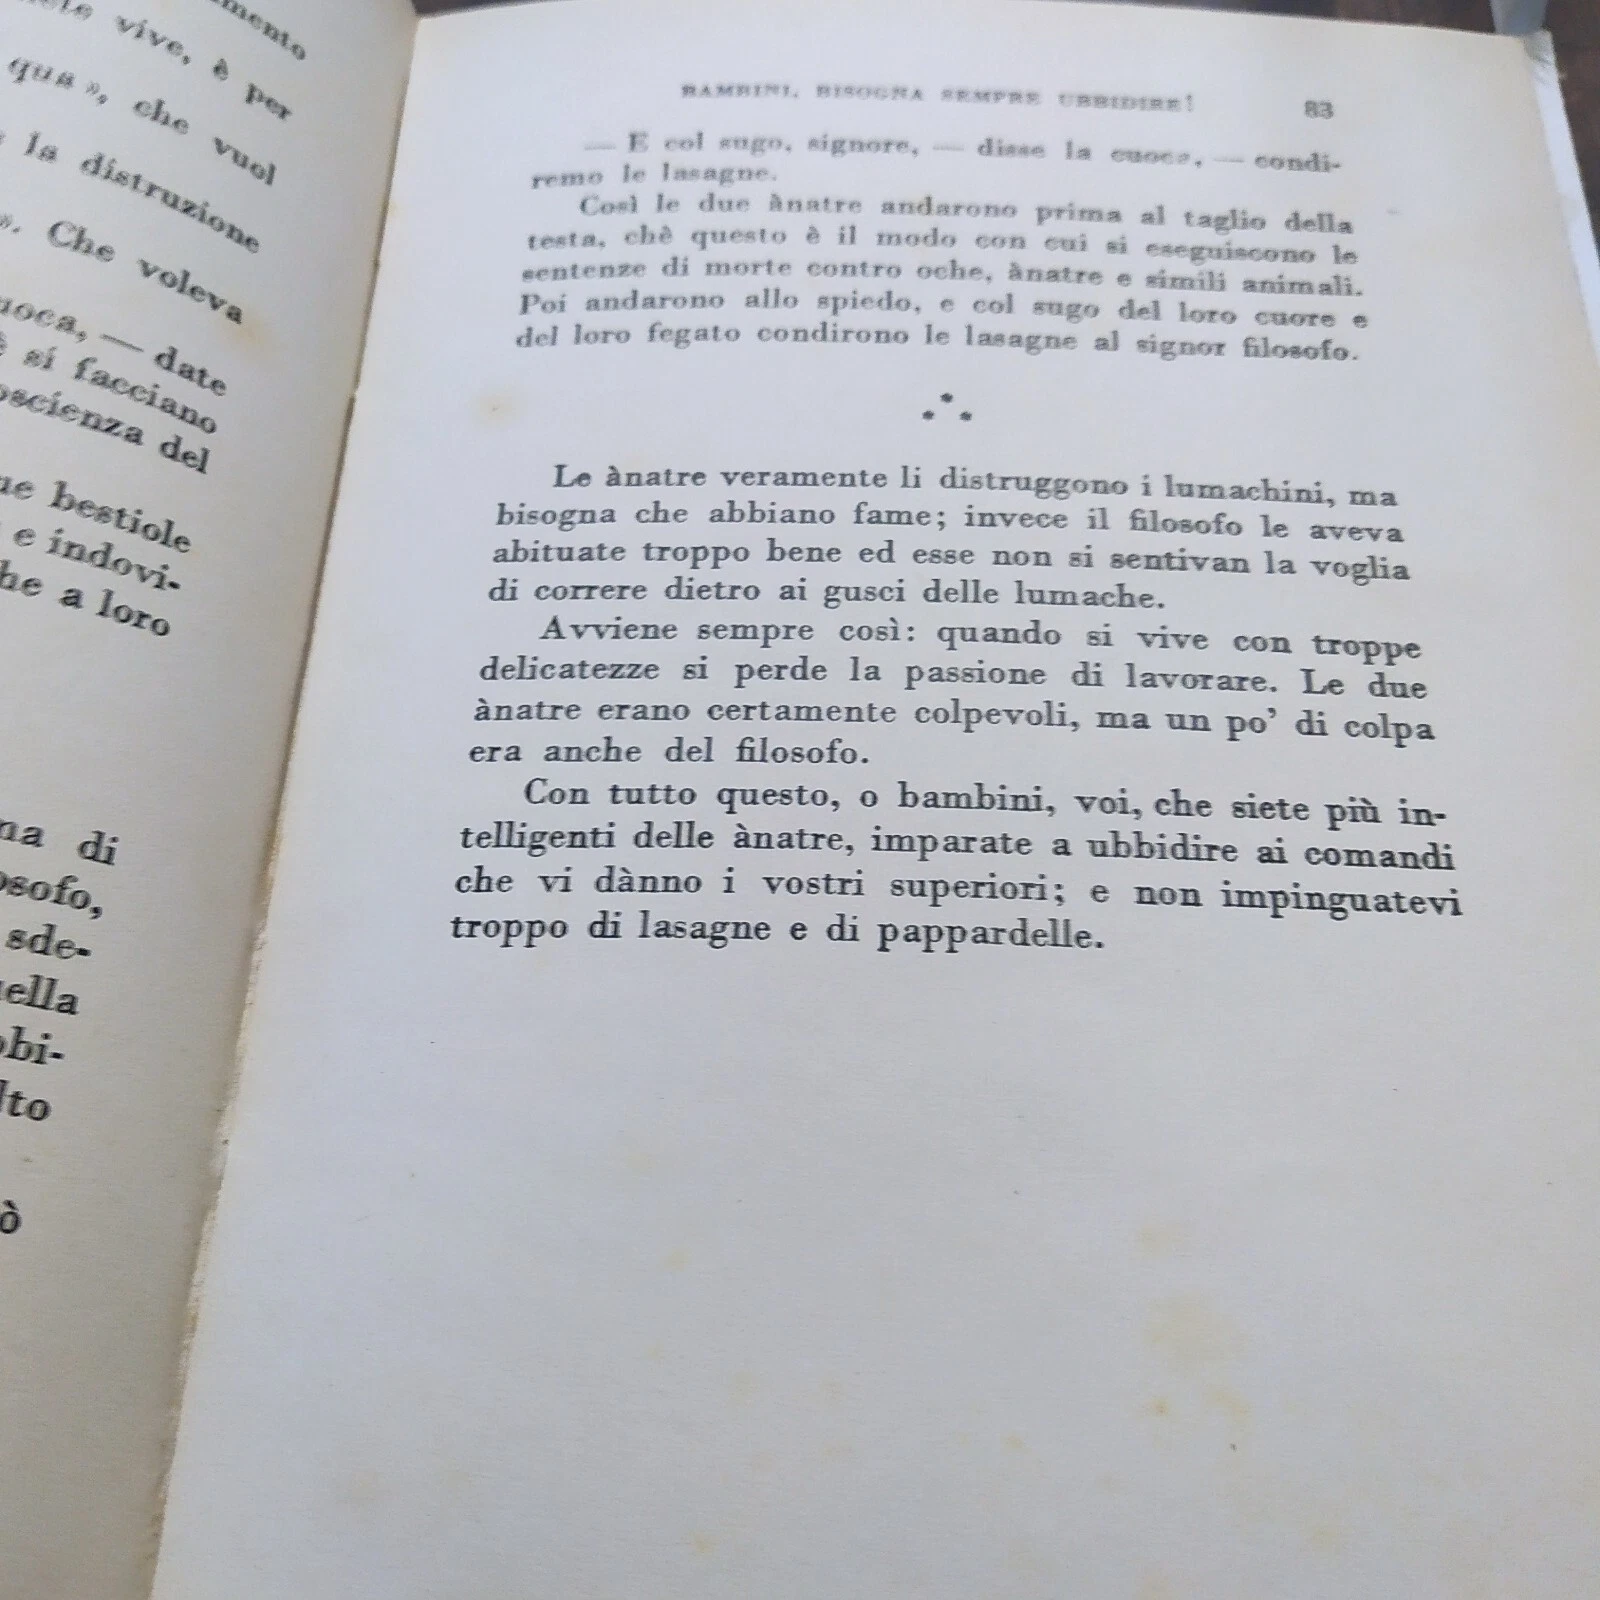 mento
vive, è per
qua», che vuol
la distruzione
». Che voleva
date
si facciano
del
bestiole
e indovi-
a loro
di
sde-
BAMBINI, BISOGNA SEMPRE UBBIDIRE! 83
— E col sugo, signore, — disse la cuoca, — condi-
remo le lasagne.
Così le due ànatre andarono prima al taglio della
testa, chè questo è il modo con cui si eseguiscono le
sentenze di morte contro oche, ànatre e simili animali.
Poi andarono allo spiedo, e col sugo del loro cuore e
del loro fegato condirono le lasagne al signor filosofo.
Le ànatre veramente li distruggono i lumachini, ma
bisogna che abbiano fame; invece il filosofo le aveva
abituate troppo bene ed esse non si sentivan la voglia
di correre dietro ai gusci delle lumache.
Avviene sempre così: quando si vive con troppe
delicatezze si perde la passione di lavorare. Le due
ànatre erano certamente colpevoli, ma un po' di colpa
era anche del filosofo.
Con tutto questo, o bambini, voi, che siete più in-
telligenti delle ànatre, imparate a ubbidire ai comandi
che vi dànno i vostri superiori; e non impinguatevi
troppo di lasagne e di pappardelle.